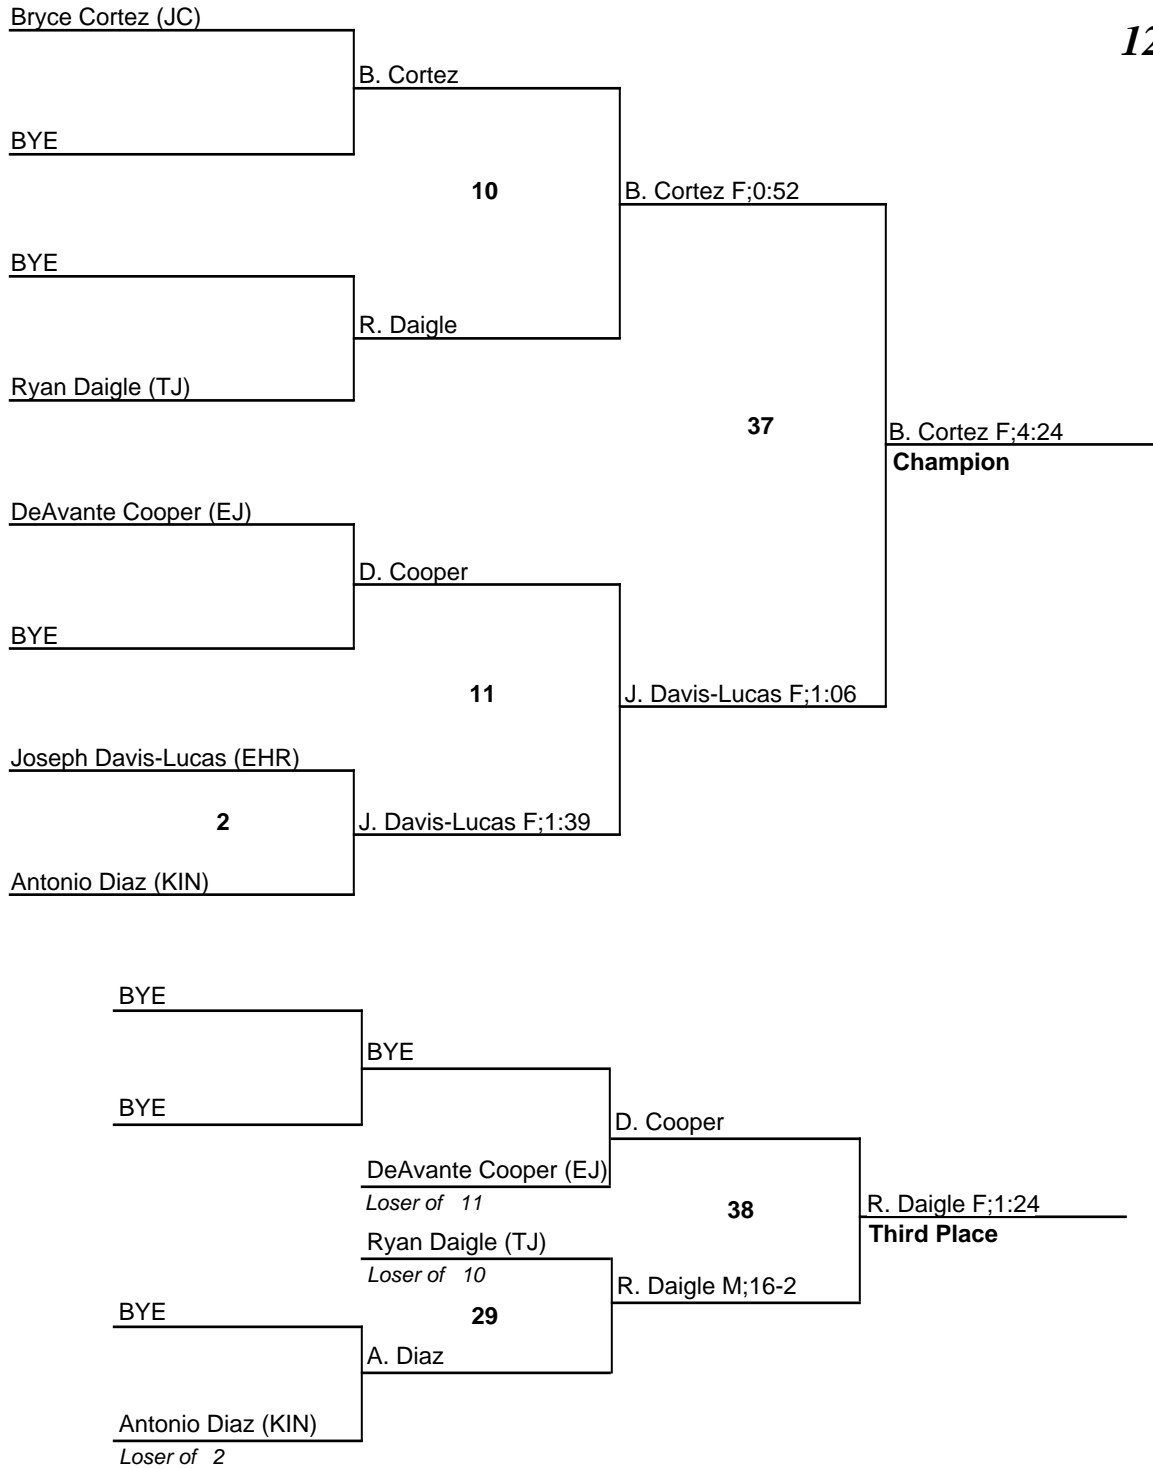 Bryce Cortez (JC)
12
B. Cortez
BYE
10
B. Cortez F;0:52
BYE
R. Daigle
Ryan Daigle (TJ)
37
B. Cortez F;4:24
Champion
DeAvante Cooper (EJ)
D. Cooper
BYE
11
J. Davis-Lucas F;1:06
Joseph Davis-Lucas (EHR)
2
J. Davis-Lucas F;1:39
Antonio Diaz (KIN)
BYE
BYE
BYE
D. Cooper
DeAvante Cooper (EJ)
Loser of 11
38
R. Daigle F;1:24
Third Place
Ryan Daigle (TJ)
Loser of 10
R. Daigle M;16-2
BYE
29
A. Diaz
Antonio Diaz (KIN)
Loser of 2